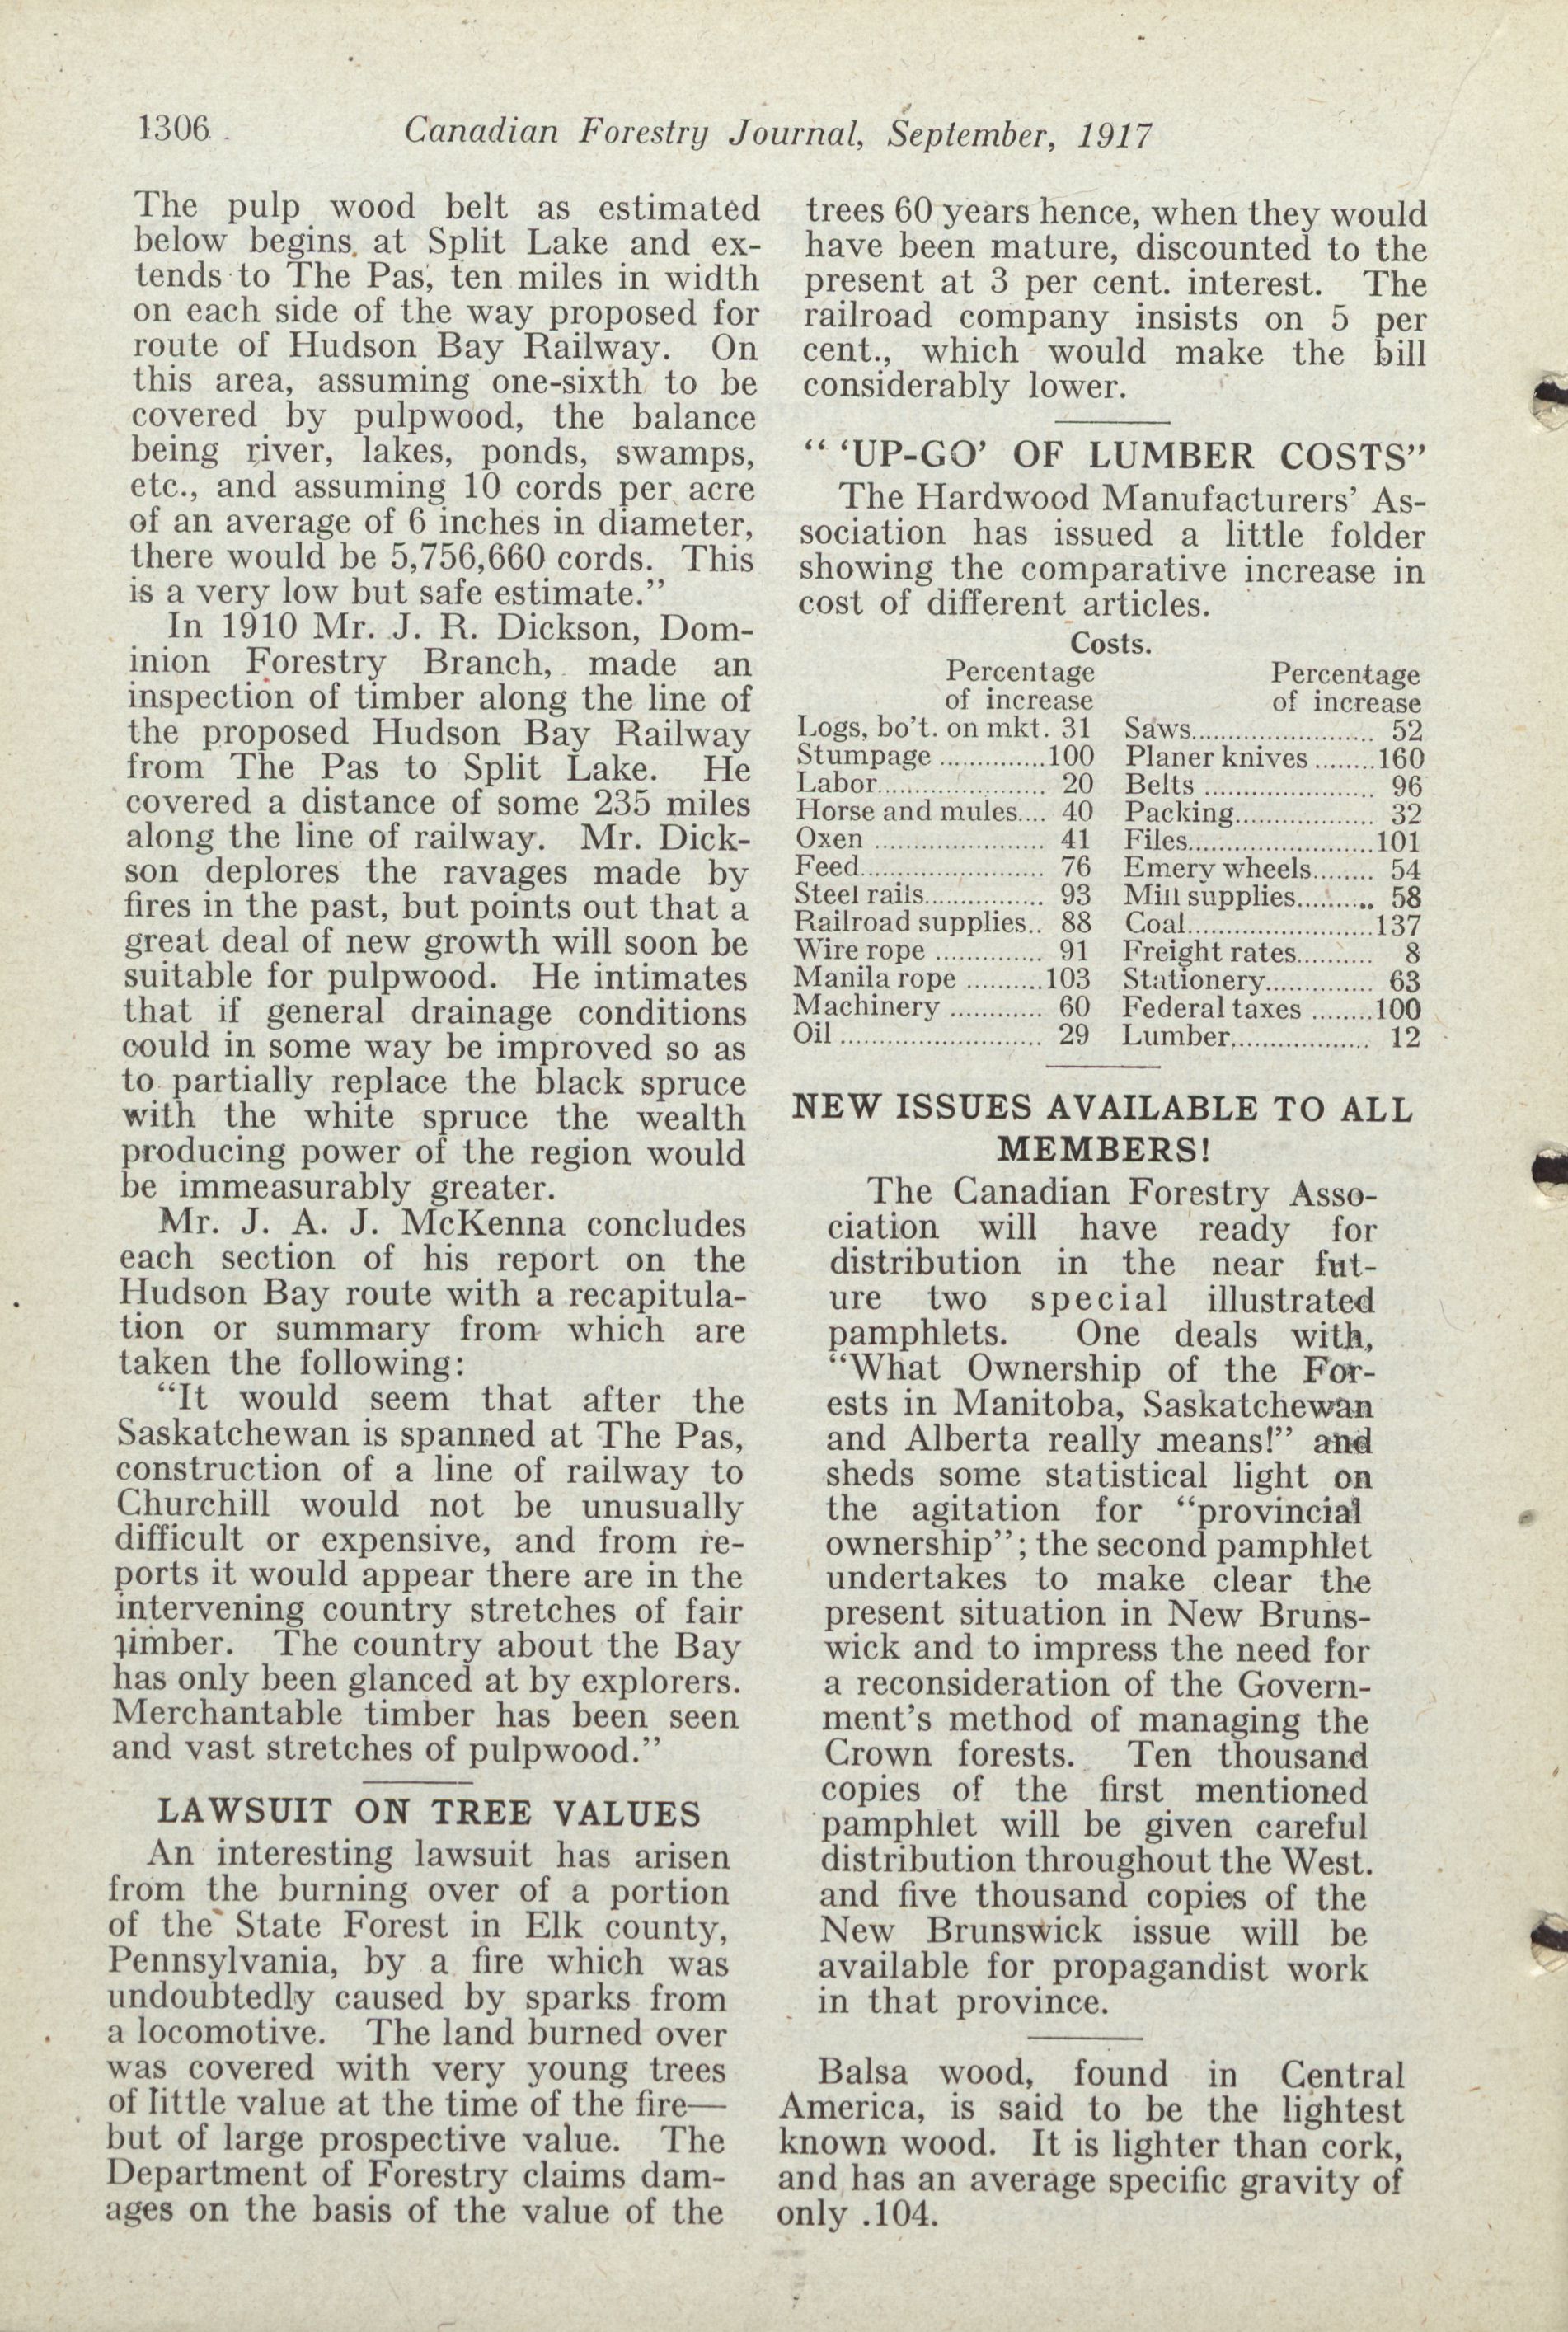 1306
Canadian Forestry Journal, September, 1917
The pulp wood belt as estimated
below begins at Split Lake and ex-
tends to The Pas, ten miles in width
on each side of the way proposed for
route of Hudson Bay Railway. On
this area, assuming one-sixth to be
covered by pulpwood, the balance
being river, lakes, ponds, swamps,
etc., and assuming 10 cords per acre
of an average of 6 inches in diameter,
there would be 5,756,660 cords. This
is a very low but safe estimate.”
In 1910 Mr. J. R. Dickson, Dom-
inion Forestry Branch, made an
inspection of timber along the line of
the proposed Hudson Bay Railway
from The Pas to Split Lake. He
covered a distance of some 235 miles
along the line of railway. Mr. Dick-
son deplores the ravages made by
fires in the past, but points out that a
great deal of new growth will soon be
suitable for pulpwood. He intimates
that if general drainage conditions
could in some way be improved so as
to partially replace the black spruce
with the white spruce the wealth
producing power of the region would
be immeasurably greater.
Mr. J. A. J. McKenna concludes
each section of his report on the
Hudson Bay route with a recapitula-
tion or summary from which are
taken the following:
“It would seem that after the
Saskatchewan is spanned at The Pas,
construction of a line of railway to
Churchill would not be unusually
difficult or expensive, and from re-
ports it would appear there are in the
intervening country stretches of fair
timber. The country about the Bay
has only been glanced at by explorers.
Merchantable timber has been seen
and vast stretches of pulpwood.”
LAWSUIT ON TREE VALUES
An interesting lawsuit has arisen
from the burning over of a portion
of the State Forest in Elk county,
Pennsylvania, by a fire which was
undoubtedly caused by sparks from
a locomotive. The land burned over
was covered with very young trees
of little value at the time of the fire—
but of large prospective value. The
Department of Forestry claims dam-
ages on the basis of the value of the
trees 60 years hence, when they would
have been mature, discounted to the
present at 3 per cent. interest. The
railroad company insists on 5 per
cent., which would make the bill
considerably lower.
“ ‘UP-GO’ OF LUMBER COSTS”
The Hardwood Manufacturers’ As-
sociation has issued a little folder
showing the comparative increase in
cost of different articles.
Costs.
Percentage Percentage
of increase of increase
Logs, bo’t. on mkt. 31 Saws........................ 52
Stumpage ..............100 Planer knives ........160
Labor...................... 20 Belts ...................... 96
Horse and mules.... 40 Packing.................. 32
Oxen ...................... 41 Files........................101
Feed........................ 76 Emery wheels........ 54
Steel rails................ 93 Mill supplies.......... 58
Railroad supplies.. 88 Coal........................137
Wire rope .............. 91 Freight rates.......... 8
Manila rope ..........103 Stationery.............. 63
Machinery ............ 60 Federal taxes ........100
Oil .......................... 29 Lumber.................. 12
NEW ISSUES AVAILABLE TO ALL
MEMBERS!
The Canadian Forestry Asso-
ciation will have ready for
distribution in the near fut-
ure two special illustrated
pamphlets. One deals with,
“What Ownership of the For-
ests in Manitoba, Saskatchewan
and Alberta really means!” and
sheds some statistical light on
the agitation for “provincial
ownership”; the second pamphlet
undertakes to make clear the
present situation in New Bruns-
wick and to impress the need for
a reconsideration of the Govern-
ment’s method of managing the
Crown forests. Ten thousand
copies of the first mentioned
pamphlet will be given careful
distribution throughout the West.
and five thousand copies of the
New Brunswick issue will be
available for propagandist work
in that province.
Balsa wood, found in Central
America, is said to be the lightest
known wood. It is lighter than cork,
and has an average specific gravity of
only .104.